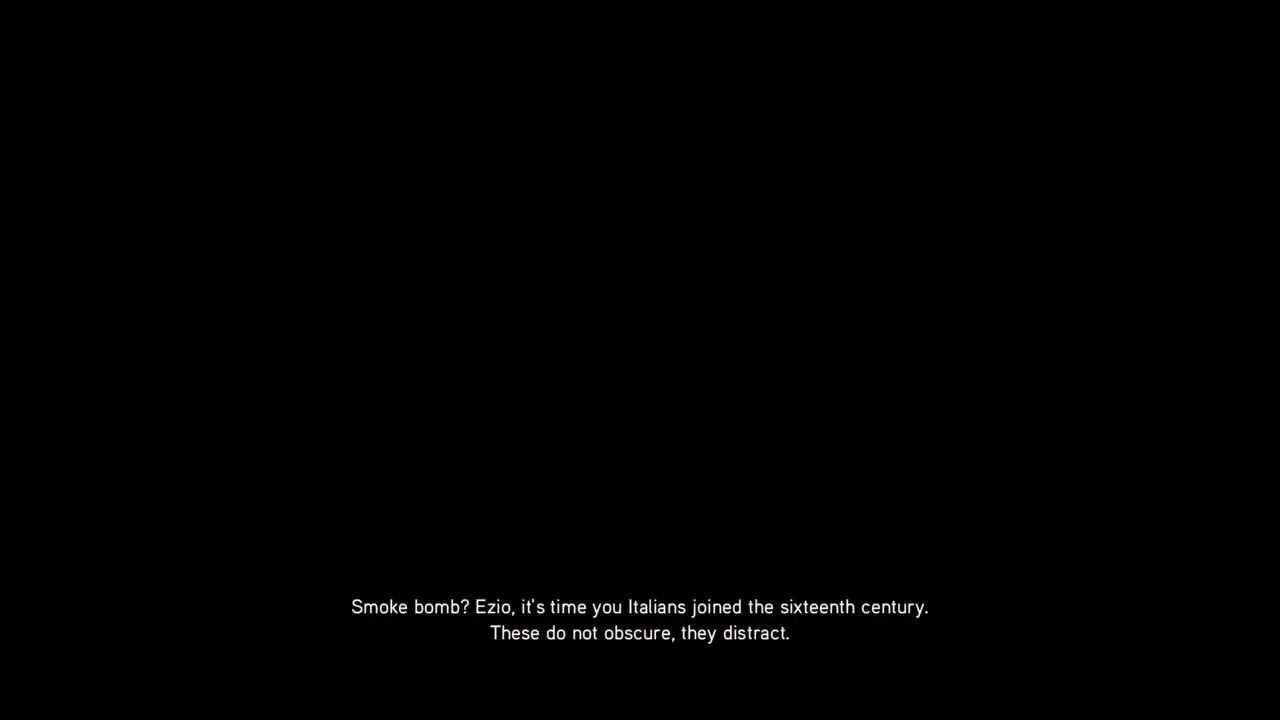 Smoke bomb? Ezio, it's time you Italians joined the sixteenth century.
These do not obscure, they distract.